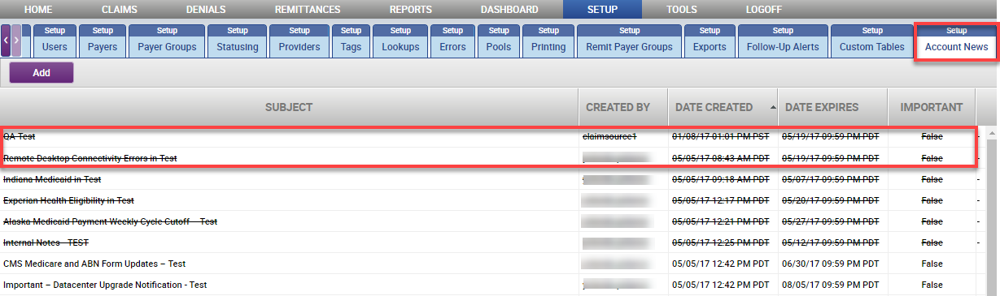 HOME CLAIMS DENIALS REMITTANCES REPORTS DASHBOARD SETUP TOOLS LOGOFF
Setup Setup Setup Setup Setup Setup Setup Setup Setup Setup Setup Setup Setup Setup Setup
Users Payers Payer Groups Statusing Providers Tags Lookups Errors Pools Printing Remit Payer Groups Exports Follow-Up Alerts Custom Tables Account News
Add
SUBJECT CREATED BY DATE CREATED DATE EXPIRES IMPORTANT
QA Test claimsource1 01/08/17 01:01 PM PST 05/19/17 09:59 PM PDT False -
Remote Desktop Connectivity Errors in Test 05/05/17 08:43 AM PDT 05/19/17 09:59 PM PDT False -
Indiana Medicaid in Test 05/05/17 09:18 AM PDT 05/07/17 09:59 PM PDT False -
Experian Health Eligibility in Test 05/05/17 12:17 PM PDT 05/20/17 09:59 PM PDT False -
Alaska Medicaid Payment Weekly Cycle Cutoff – Test 05/05/17 12:21 PM PDT 05/27/17 09:59 PM PDT False -
Internal Notes - TEST 05/05/17 12:25 PM PDT 05/12/17 09:59 PM PDT False -
CMS Medicare and ABN Form Updates – Test 05/05/17 12:42 PM PDT 06/30/17 09:59 PM PDT False
Important – Datacenter Upgrade Notification - Test 05/05/17 12:42 PM PDT 08/05/17 09:59 PM PDT False